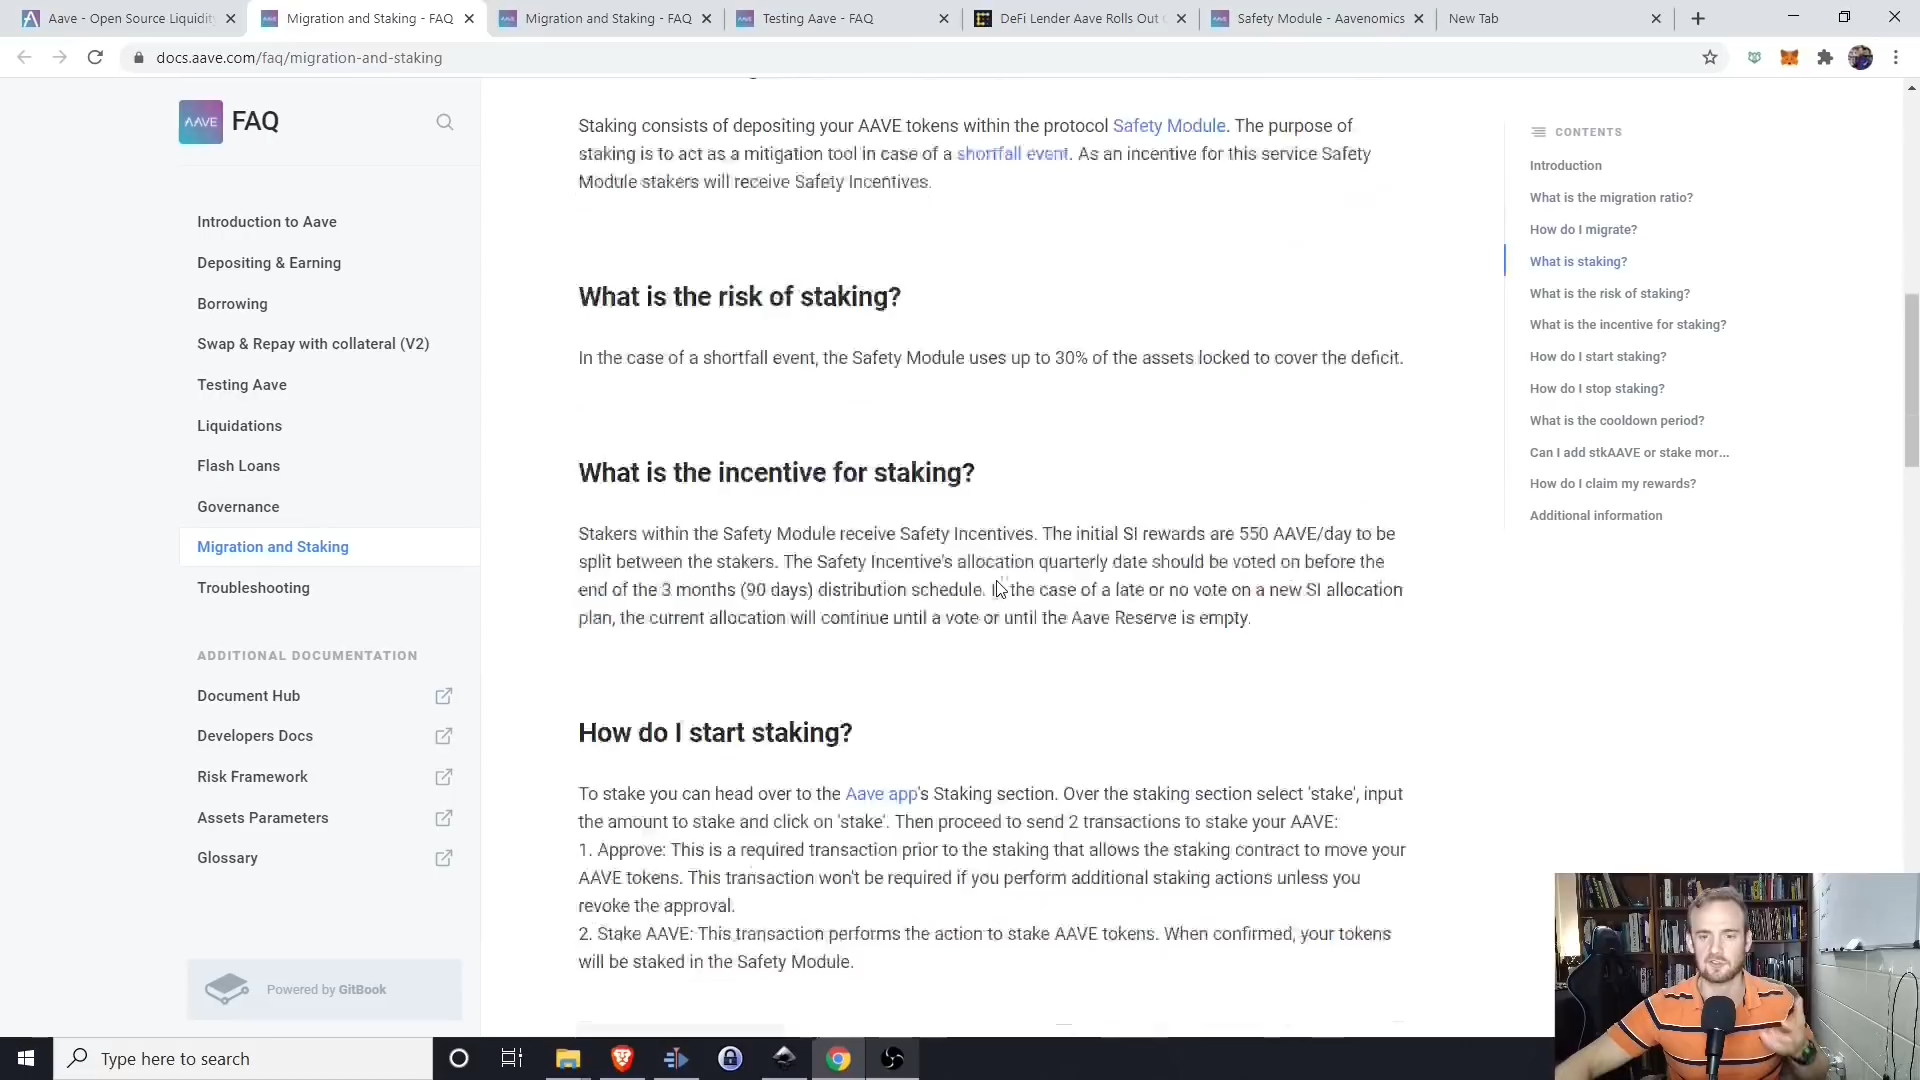 Aave - Open Source Liquidit
Migration and Staking - FAQ
Migration and Staking - FAQ
Testing Aave - FAQ
DeFi Lender Aave Rolls Out
Safety Module - Aavenomics
New Tab
docs.aave.com/faq/migration-and-staking
AAVE
FAQ
Introduction to Aave
Depositing & Earning
Borrowing
Swap & Repay with collateral (V2)
Testing Aave
Liquidations
Flash Loans
Governance
Migration and Staking
Troubleshooting
ADDITIONAL DOCUMENTATION
Document Hub
Developers Docs
Risk Framework
Assets Parameters
Glossary
Powered by GitBook
Staking consists of depositing your AAVE tokens within the protocol Safety Module. The purpose of
staking is to act as a mitigation tool in case of a shortfall event. As an incentive for this service Safety
Module stakers will receive Safety Incentives.
What is the risk of staking?
In the case of a shortfall event, the Safety Module uses up to 30% of the assets locked to cover the deficit.
What is the incentive for staking?
Stakers within the Safety Module receive Safety Incentives. The initial SI rewards are 550 AAVE/day to be
split between the stakers. The Safety Incentive's allocation quarterly date should be voted on before the
end of the 3 months (90 days) distribution schedule. In the case of a late or no vote on a new SI allocation
plan, the current allocation will continue until a vote or until the Aave Reserve is empty.
How do I start staking?
To stake you can head over to the Aave app's Staking section. Over the staking section select 'stake', input
the amount to stake and click on 'stake'. Then proceed to send 2 transactions to stake your AAVE:
1. Approve: This is a required transaction prior to the staking that allows the staking contract to move your
AAVE tokens. This transaction won't be required if you perform additional staking actions unless you
revoke the approval.
2. Stake AAVE: This transaction performs the action to stake AAVE tokens. When confirmed, your tokens
will be staked in the Safety Module.
CONTENTS
Introduction
What is the migration ratio?
How do I migrate?
What is staking?
What is the risk of staking?
What is the incentive for staking?
How do I start staking?
How do I stop staking?
What is the cooldown period?
Can I add stkAAVE or stake mor...
How do I claim my rewards?
Additional information
Type here to search